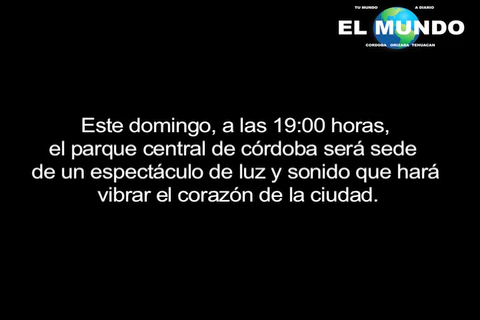 TU MUNDO A DIARIO
EL MUNDO
CORDOBA ORIZABA TEHUACAN
Este domingo, a las 19:00 horas,
el parque central de córdoba será sede
de un espectáculo de luz y sonido que hará
vibrar el corazón de la ciudad.